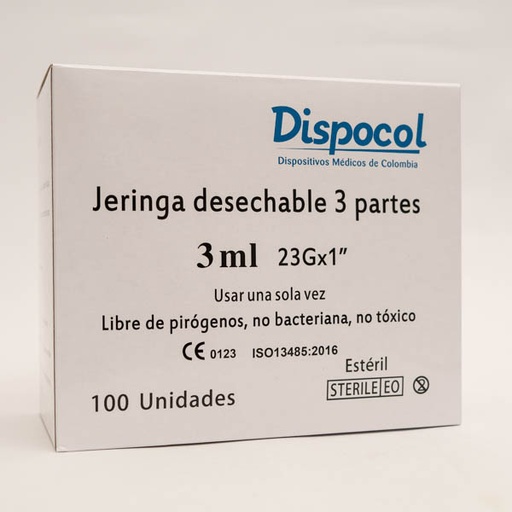 Dispocol
Dispositivos Médicos de Colombia
Jeringa desechable 3 partes
3 ml 23Gx1"
Usar una sola vez
Libre de pirógenos, no bacteriana, no tóxico
CE 0123 ISO13485:2016
Estéril
STERILE EO
100 Unidades